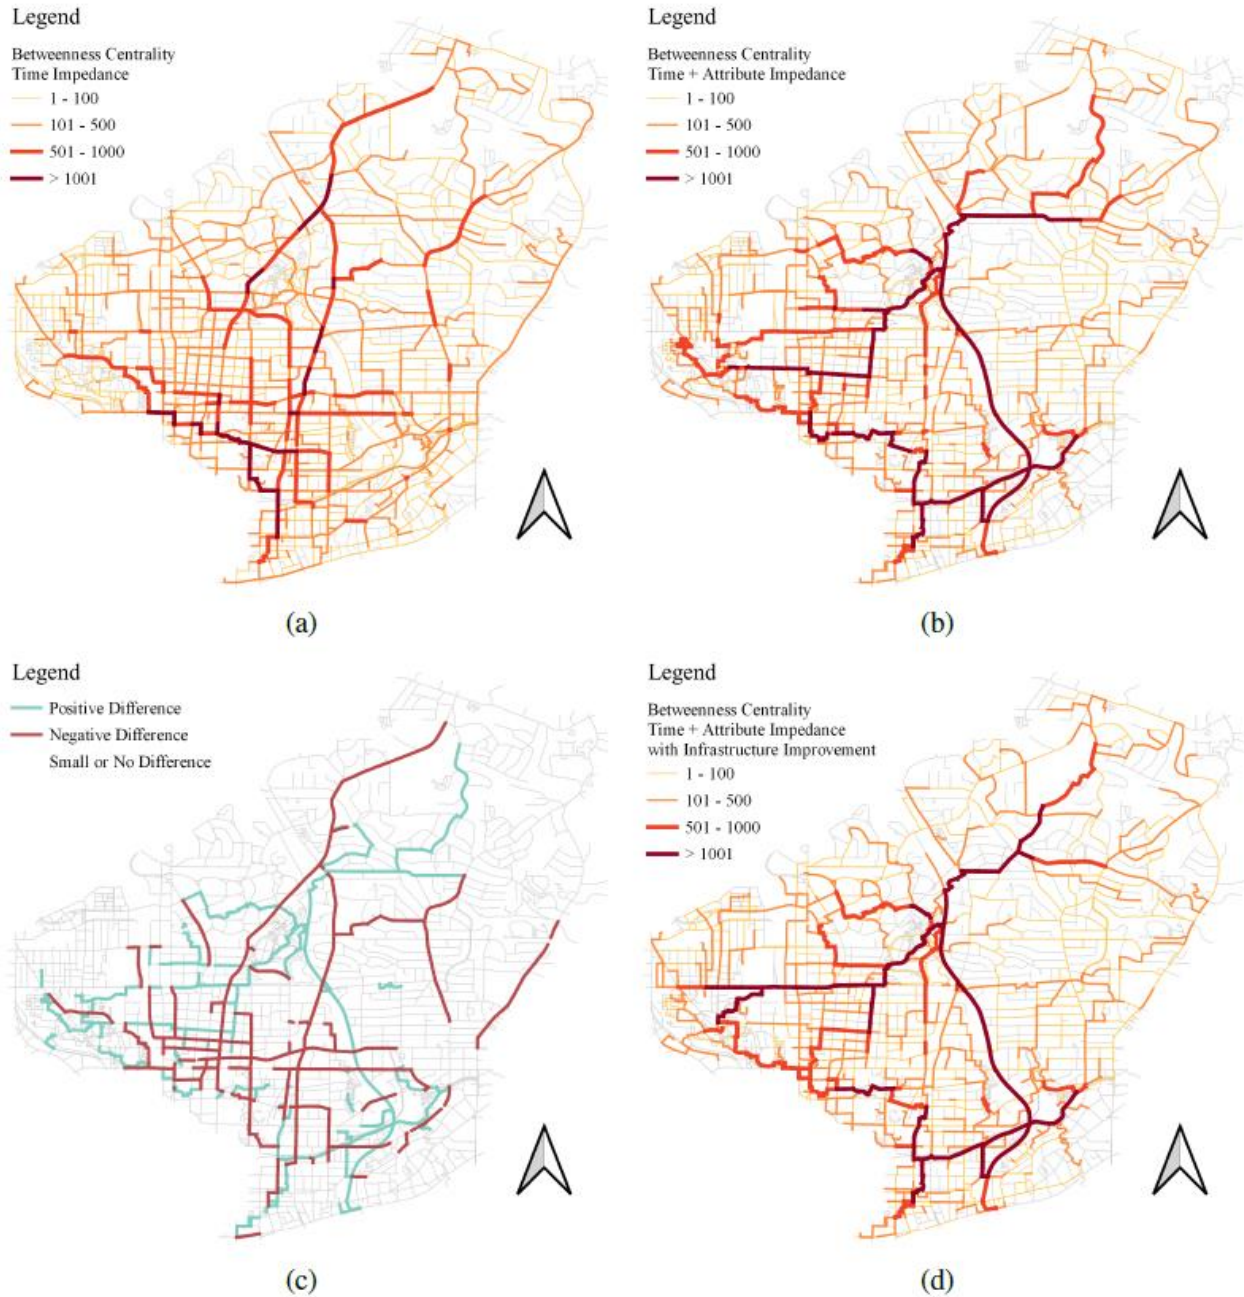 Legend
Betweenness Centrality
Time Impedance
1 - 100
101 - 500
501 - 1000
> 1001
(a)
Legend
Betweenness Centrality
Time + Attribute Impedance
1 - 100
101 - 500
501 - 1000
> 1001
(b)
Legend
Positive Difference
Negative Difference
Small or No Difference
(c)
Legend
Betweenness Centrality
Time + Attribute Impedance
with Infrastructure Improvement
1 - 100
101 - 500
501 - 1000
> 1001
(d)